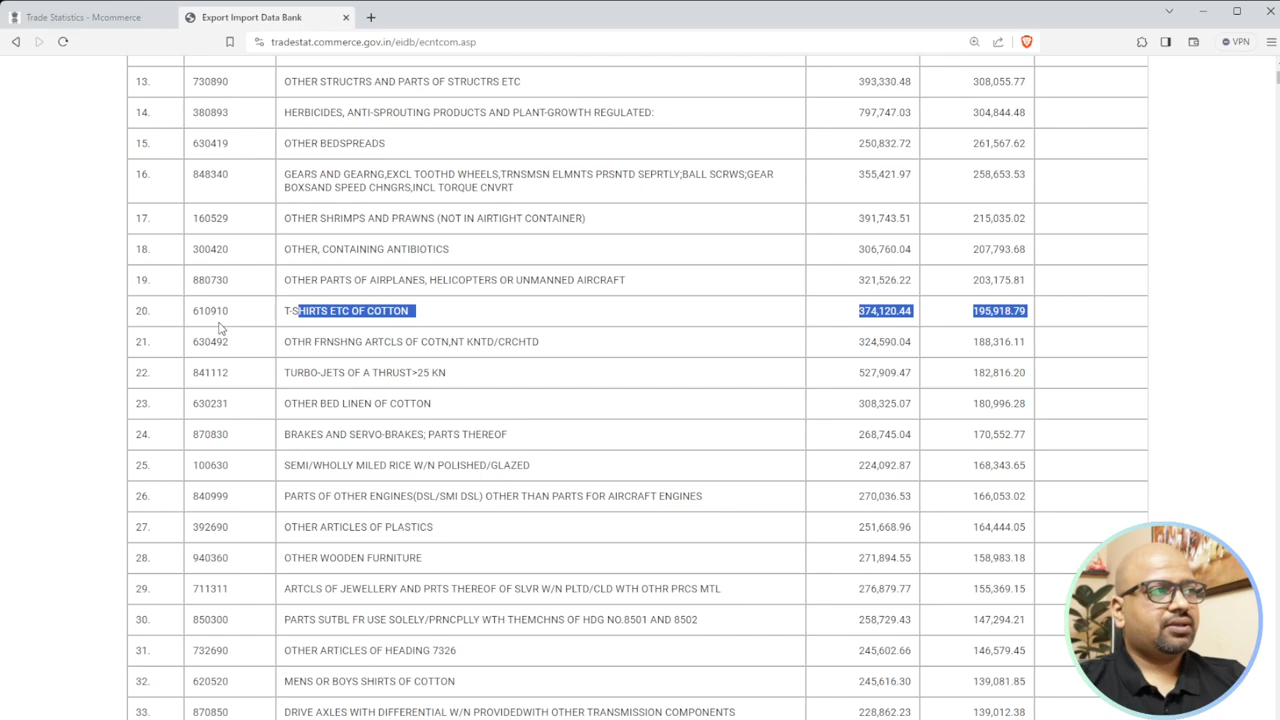 Trade Statistics - Mcommerce
Export Import Data Bank
tradestat.commerce.gov.in/eidb/ecntcom.asp
VPN
13. 730890 OTHER STRUCTRS AND PARTS OF STRUCTRS ETC 393,330.48 308,055.77
14. 380893 HERBICIDES, ANTI-SPROUTING PRODUCTS AND PLANT-GROWTH REGULATED: 797,747.03 304,844.48
15. 630419 OTHER BEDSPREADS 250,832.72 261,567.62
16. 848340 GEARS AND GEARNG,EXCL TOOTHD WHEELS,TRNSMSN ELMNTS PRSNTD SEPRTLY;BALL SCRWS;GEAR 355,421.97 258,653.53
BOXSAND SPEED CHNGRS,INCL TORQUE CNVRT
17. 160529 OTHER SHRIMPS AND PRAWNS (NOT IN AIRTIGHT CONTAINER) 391,743.51 215,035.02
18. 300420 OTHER, CONTAINING ANTIBIOTICS 306,760.04 207,793.68
19. 880730 OTHER PARTS OF AIRPLANES, HELICOPTERS OR UNMANNED AIRCRAFT 321,526.22 203,175.81
20. 610910 T-SHIRTS ETC OF COTTON 374,120.44 195,918.79
21. 630492 OTHR FRNSHNG ARTCLS OF COTN,NT KNTD/CRCHTD 324,590.04 188,316.11
22. 841112 TURBO-JETS OF A THRUST>25 KN 527,909.47 182,816.20
23. 630231 OTHER BED LINEN OF COTTON 308,325.07 180,996.28
24. 870830 BRAKES AND SERVO-BRAKES; PARTS THEREOF 268,745.04 170,552.77
25. 100630 SEMI/WHOLLY MILED RICE W/N POLISHED/GLAZED 224,092.87 168,343.65
26. 840999 PARTS OF OTHER ENGINES(DSL/SMI DSL) OTHER THAN PARTS FOR AIRCRAFT ENGINES 270,036.53 166,053.02
27. 392690 OTHER ARTICLES OF PLASTICS 251,668.96 164,444.05
28. 940360 OTHER WOODEN FURNITURE 271,894.55 158,983.18
29. 711311 ARTCLS OF JEWELLERY AND PRTS THEREOF OF SLVR W/N PLTD/CLD WTH OTHR PRCS MTL 276,879.77 155,369.15
30. 850300 PARTS SUTBL FR USE SOLELY/PRNCPLLY WTH THEMCHNS OF HDG NO.8501 AND 8502 258,729.43 147,294.21
31. 732690 OTHER ARTICLES OF HEADING 7326 245,602.66 146,579.45
32. 620520 MENS OR BOYS SHIRTS OF COTTON 245,616.30 139,081.85
33. 870850 DRIVE AXLES WITH DIFFERENTIAL W/N PROVIDEDWITH OTHER TRANSMISSION COMPONENTS 228,862.23 139,012.38